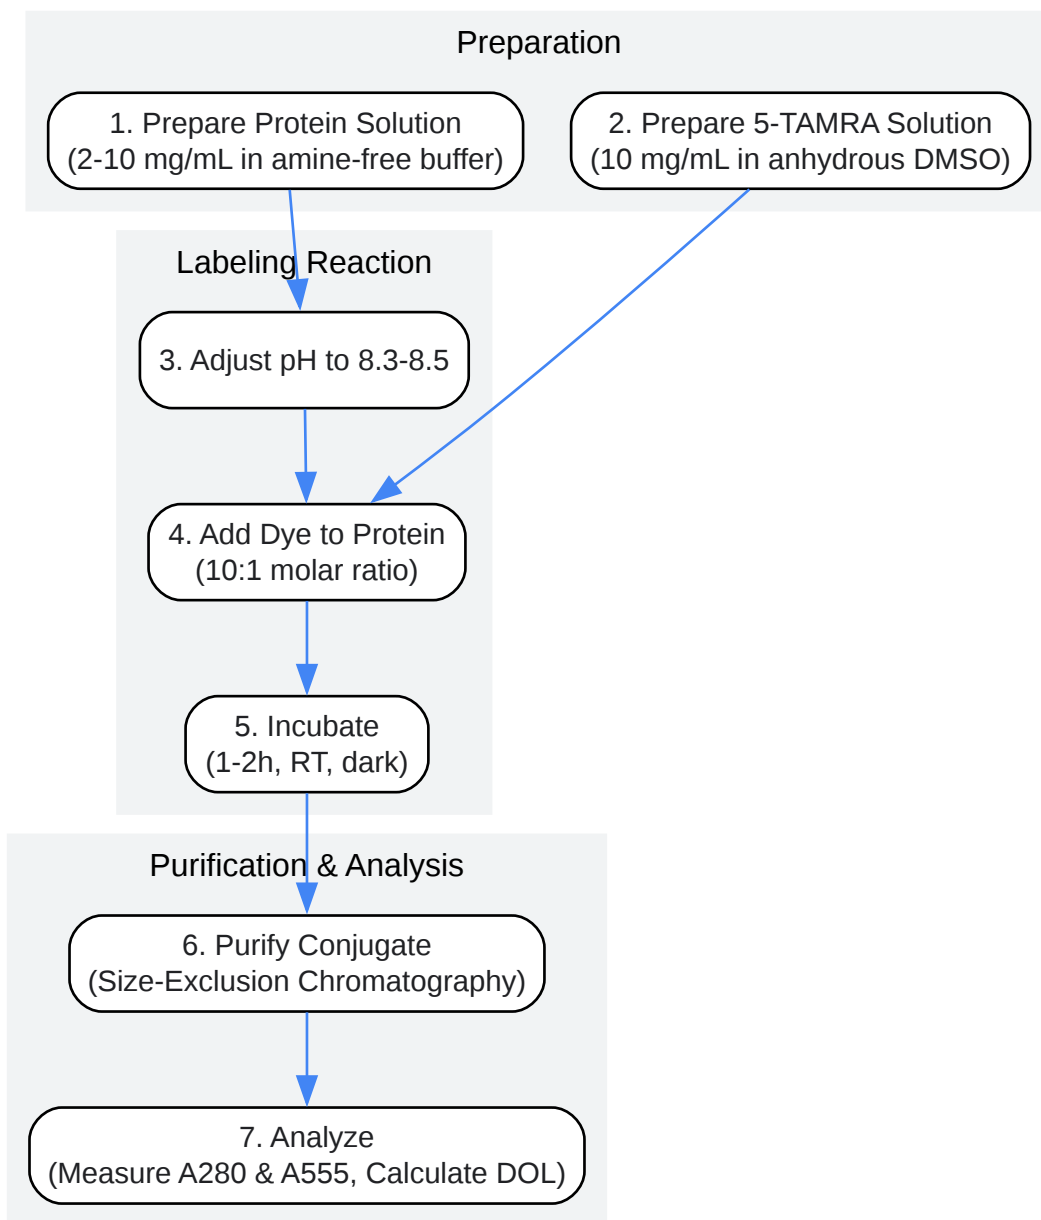 Preparation
1. Prepare Protein Solution
(2-10 mg/mL in amine-free buffer)
2. Prepare 5-TAMRA Solution
(10 mg/mL in anhydrous DMSO)
Labeling Reaction
3. Adjust pH to 8.3-8.5
4. Add Dye to Protein
(10:1 molar ratio)
5. Incubate
(1-2h, RT, dark)
Purification & Analysis
6. Purify Conjugate
(Size-Exclusion Chromatography)
7. Analyze
(Measure A280 & A555, Calculate DOL)